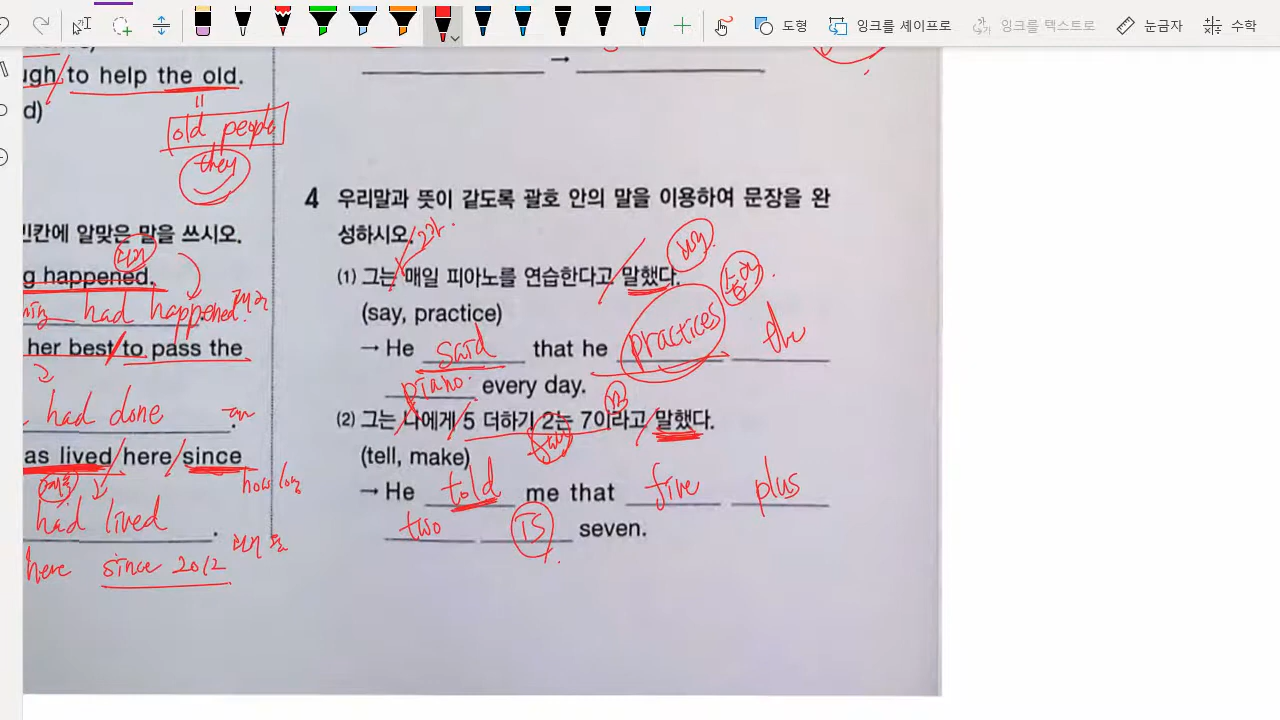 도형
잉크를 셰이프로
잉크를 텍스트로
눈금자
수학
ugh to help the old.
d)
=
old people
they
→
4 우리말과 뜻이 같도록 괄호 안의 말을 이용하여 문장을 완
성하시오.
빈칸에 알맞은 말을 쓰시오.
g happened.
had happened.
her best to pass the
had done
as lived here since
how long
had lived
here since 2012
(1) 그는 매일 피아노를 연습한다고 말했다.
(say, practice)
→ He said that he practices the
piano. every day.
(2) 그는 나에게 5 더하기 2는 7이라고 말했다.
(tell, make)
→ He told me that five plus
two is seven.